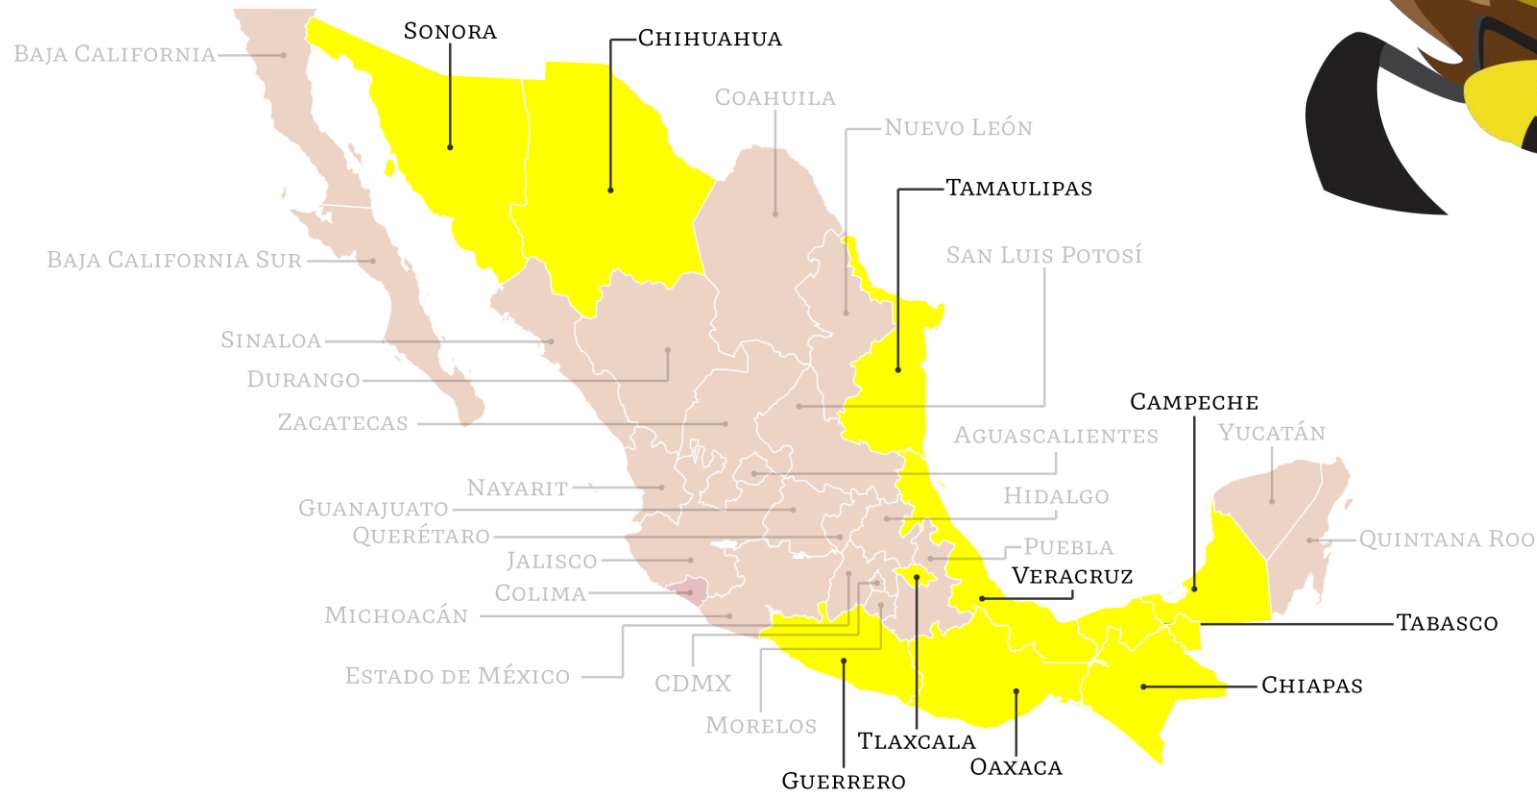 SONORA
CHIHUAHUA
BAJA CALIFORNIA
COAHUILA
NUEVO LEÓN
TAMAULIPAS
SAN LUIS POTOSÍ
BAJA CALIFORNIA SUR
SINALOA
DURANGO
CAMPECHE
ZACATECAS
YUCATÁN
AGUASCALIENTES
NAYARIT
HIDALGO
GUANAJUATO
QUERÉTARO
QUINTANA ROO
PUEBLA
JALISCO
VERACRUZ
COLIMA
MICHOACÁN
TABASCO
ESTADO DE MÉXICO
CDMX
CHIAPAS
MORELOS
TLAXCALA
OAXACA
GUERRERO